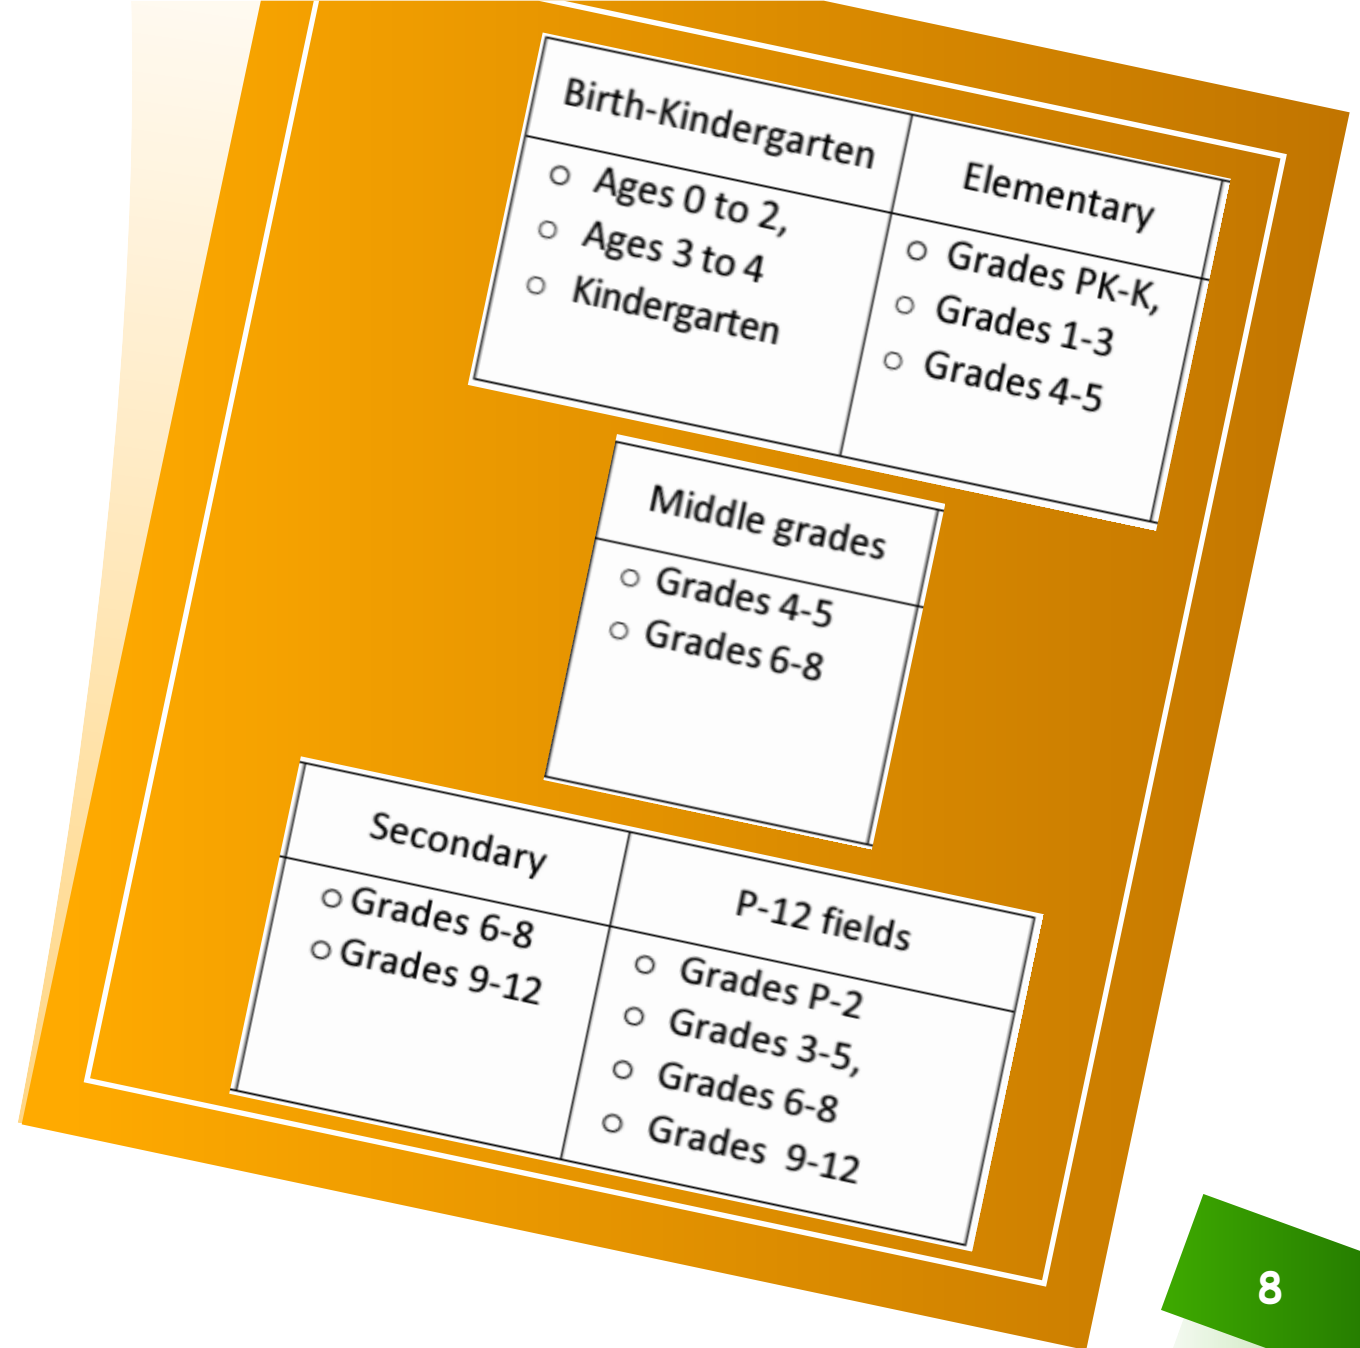 Birth-Kindergarten
Ages 0 to 2,
Ages 3 to 4
Kindergarten
Elementary
Grades PK-K,
Grades 1-3
Grades 4-5
Middle grades
Grades 4-5
Grades 6-8
Secondary
Grades 6-8
Grades 9-12
P-12 fields
Grades P-2
Grades 3-5,
Grades 6-8
Grades 9-12
8